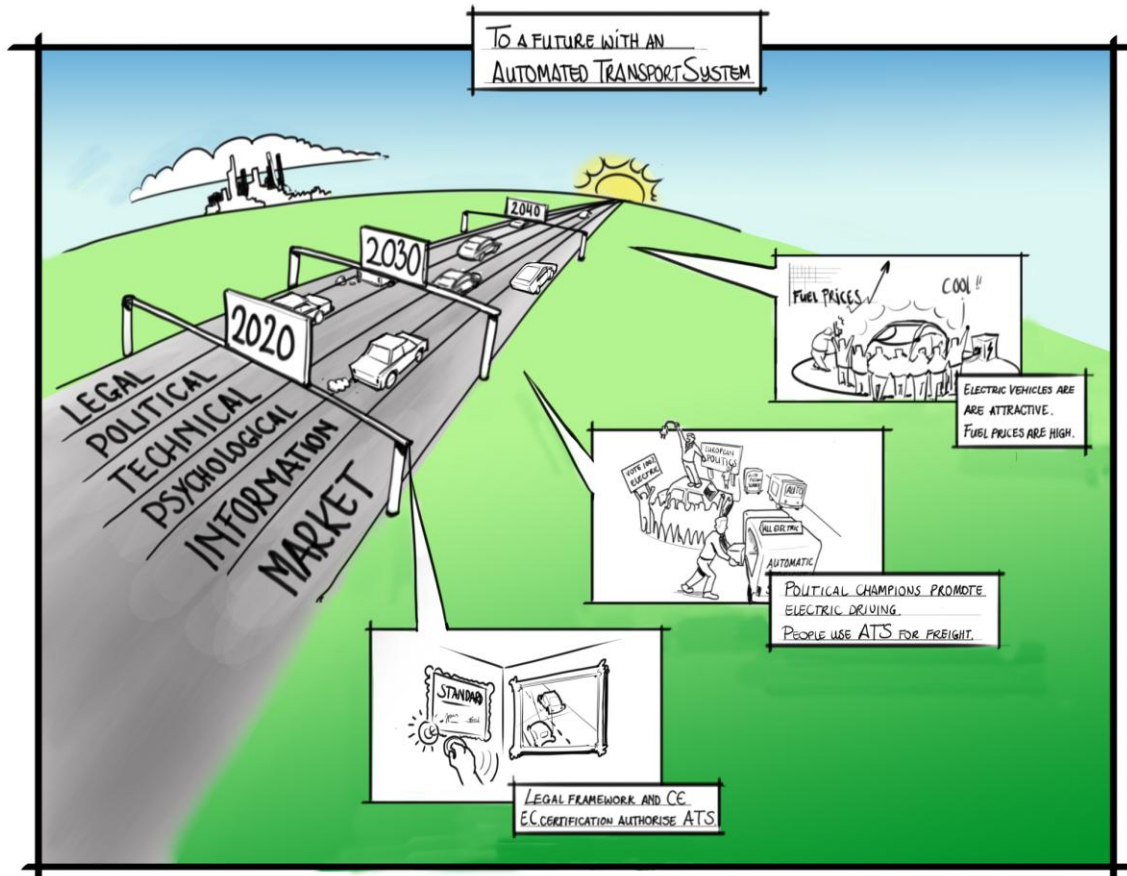 TO A FUTURE WITH AN
AUTOMATED TRANSPORT SYSTEM
2040
2030
2020
LEGAL
POLITICAL
TECHNICAL
PSYCHOLOGICAL
INFORMATION
MARKET
FUEL PRICES
COOL!!
ELECTRIC VEHICLES ARE
ARE ATTRACTIVE.
FUEL PRICES ARE HIGH.
EUROPEAN
POLITICS
VOTE
ELECTRIC
AUTO
ALL ELECTRIC
AUTOMATIC
POLITICAL CHAMPIONS PROMOTE
ELECTRIC DRIVING
PEOPLE USE ATS FOR FREIGHT.
STANDARD
LEGAL FRAMEWORK AND CE
E.C. CERTIFICATION AUTHORISE ATS